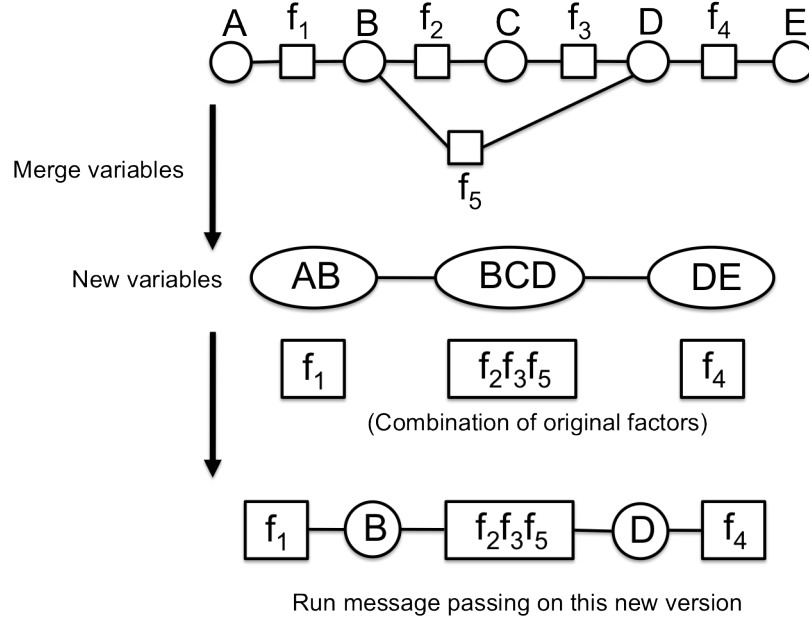 A f₁ B f₂ C f₃ D f₄ E
f₅
Merge variables
New variables AB BCD DE
f₁ f₂f₃f₅ f₄
(Combination of original factors)
f₁ B f₂f₃f₅ D f₄
Run message passing on this new version